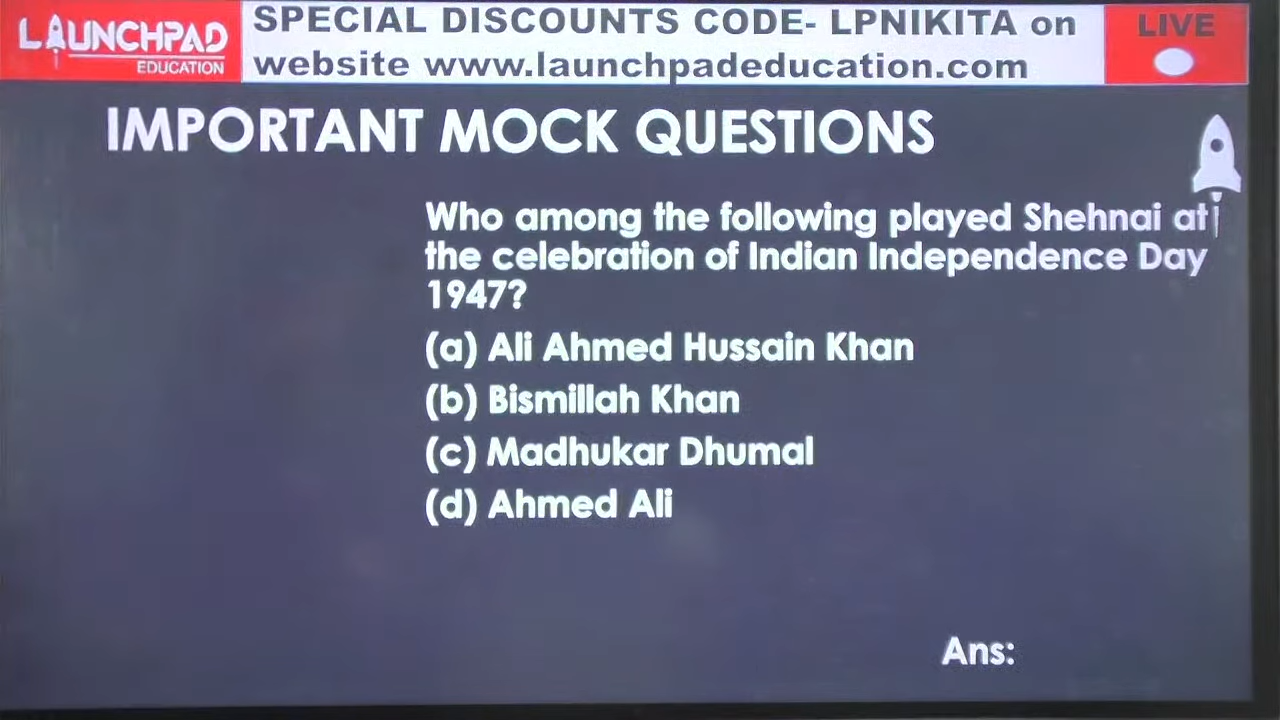 LAUNCHPAD
EDUCATION
SPECIAL DISCOUNTS CODE- LPNIKITA on
website www.launchpadeducation.com
LIVE
IMPORTANT MOCK QUESTIONS
Who among the following played Shehnai at
the celebration of Indian Independence Day
1947?
(a) Ali Ahmed Hussain Khan
(b) Bismillah Khan
(c) Madhukar Dhumal
(d) Ahmed Ali
Ans: